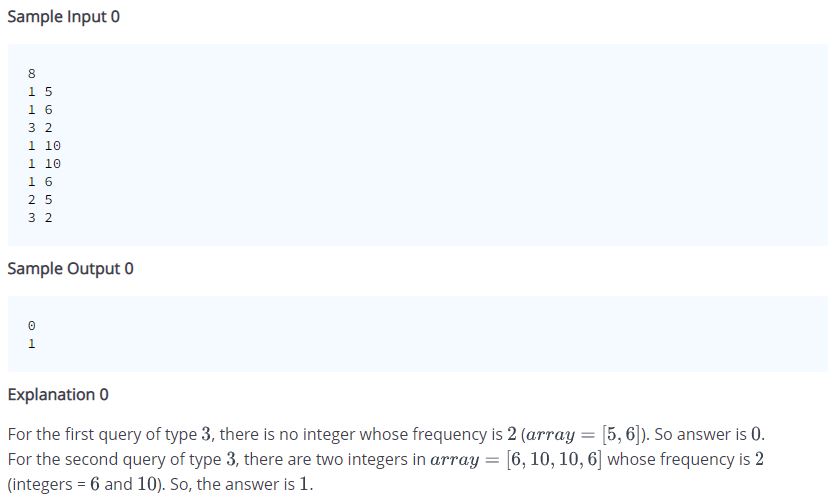 Sample Input 0
8
1 5
1 6
3 2
1 10
1 10
1 6
2 5
3 2
Sample Output 0
0
1
Explanation 0
For the first query of type 3, there is no integer whose frequency is 2 (array = [5, 6]). So answer is 0.
For the second query of type 3, there are two integers in array = [6, 10, 10, 6] whose frequency is 2
(integers = 6 and 10). So, the answer is 1.